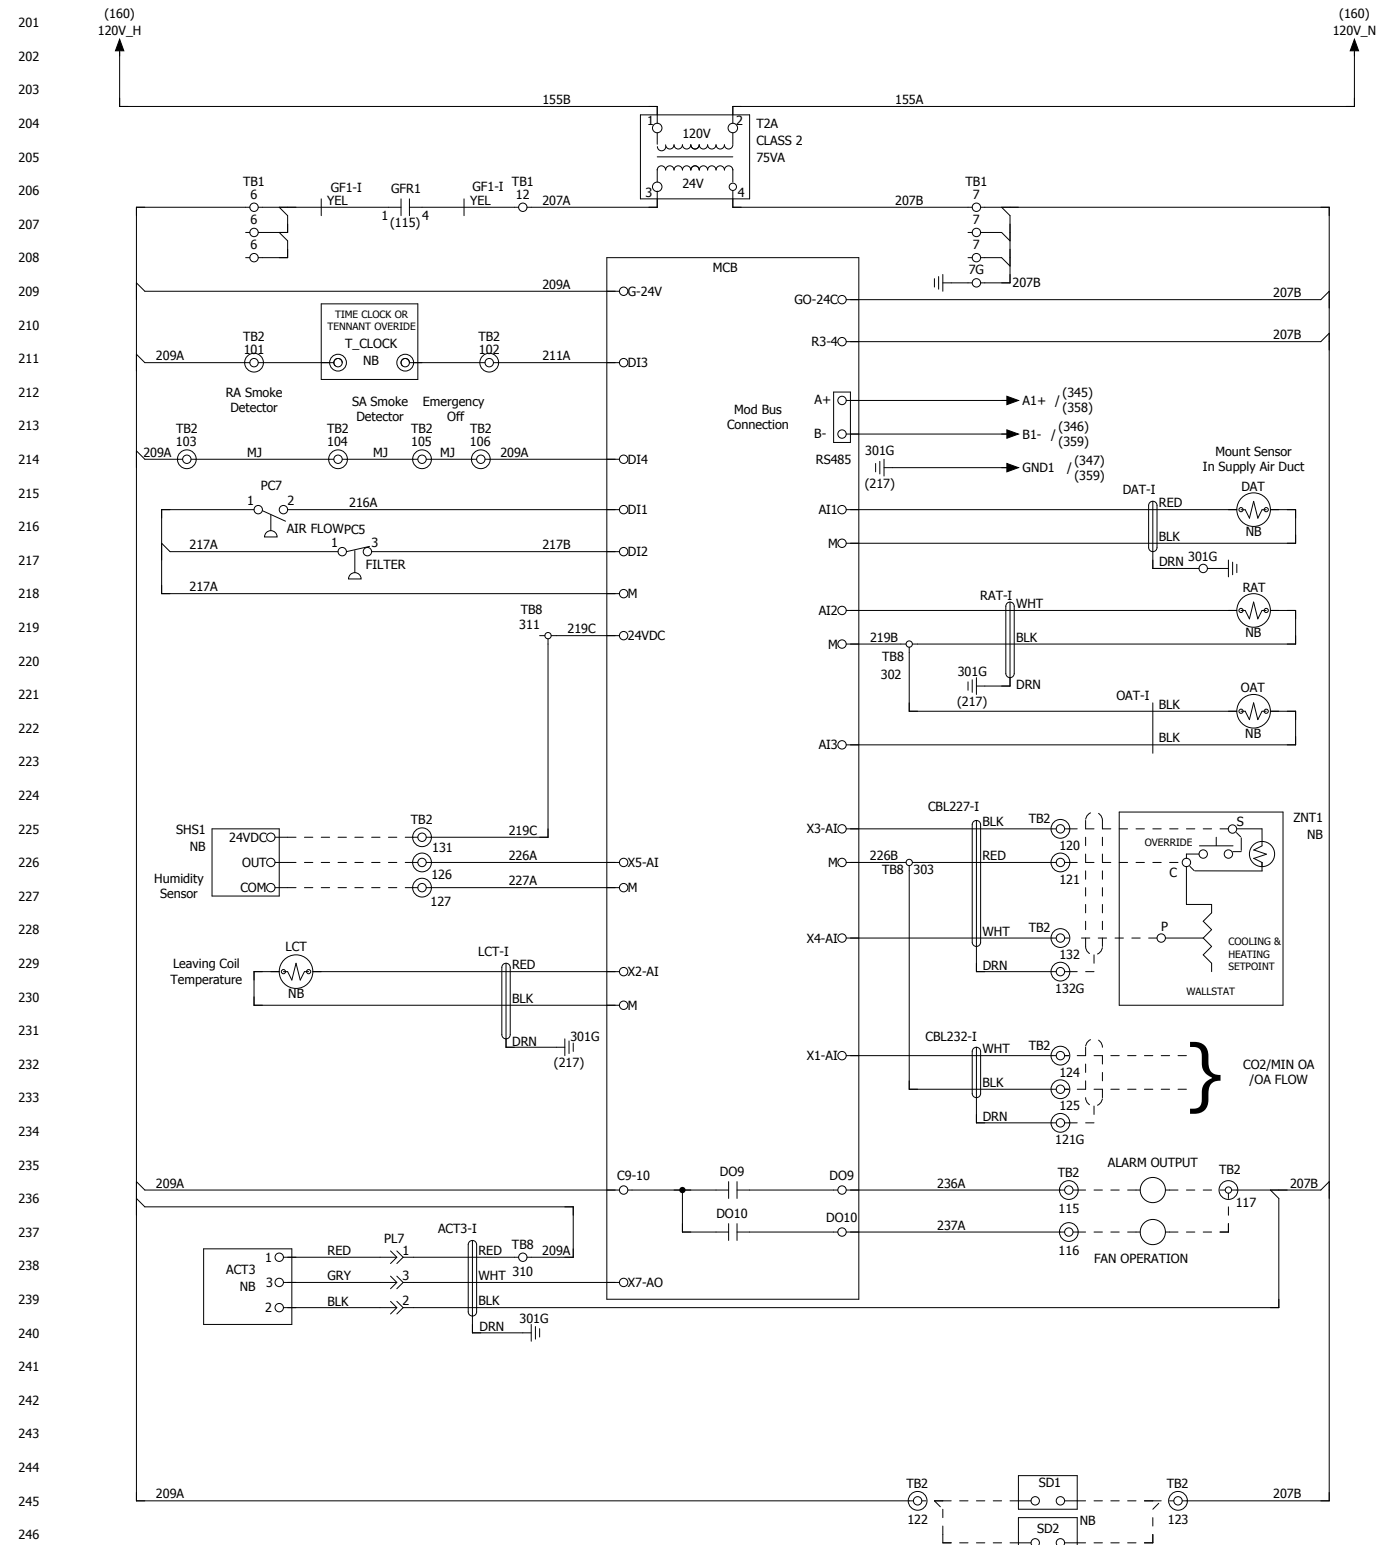 201
(160)
120V_H
(160)
120V_N
202
203
155B
155A
204
1
120V
2
T2A
CLASS 2
75VA
205
206
3
24V
4
TB1
6
GF1-I
YEL
GFR1
1
(115)
4
GF1-I
YEL
TB1
12
207A
207B
TB1
7
207
6
7
208
6
7
7G
207B
MCB
209
209A
G-24V
GO-24C
207B
210
TIME CLOCK OR
TENNANT OVERIDE
T_CLOCK
NB
R3-4
207B
211
209A
TB2
101
TB2
102
211A
DI3
212
RA Smoke
Detector
SA Smoke
Detector
Emergency
Off
Mod Bus
Connection
A+
A1+
/
(345)
(358)
213
B-
B1-
/
(346)
(359)
214
209A
TB2
103
MJ
TB2
104
MJ
TB2
105
MJ
TB2
106
209A
DI4
RS485
301G
(217)
GND1
/
(347)
(359)
Mount Sensor
In Supply Air Duct
215
PC7
1
2
216A
DI1
AI1
DAT-I
RED
DAT
NB
216
AIR FLOW
PC5
217
217A
1
3
217B
DI2
FILTER
M
BLK
DRN
301G
218
217A
M
AI2
RAT-I
WHT
RAT
NB
219
TB8
311
219C
24VDC
M
219B
BLK
220
TB8
302
221
301G
(217)
DRN
OAT-I
BLK
OAT
NB
222
AI3
BLK
223
224
225
SHS1
NB
24VDC
TB2
131
219C
X3-AI
CBL227-I
BLK
TB2
120
S
ZNT1
NB
226
OUT
126
226A
X5-AI
M
226B
TB8
303
RED
121
OVERRIDE
C
Humidity
Sensor
227
COM
127
227A
M
228
X4-AI
WHT
TB2
132
P
COOLING &
HEATING
SETPOINT
229
Leaving Coil
Temperature
LCT
NB
LCT-I
RED
X2-AI
DRN
132G
WALLSTAT
230
BLK
M
231
DRN
301G
(217)
232
X1-AI
CBL232-I
WHT
TB2
124
CO2/MIN OA
/OA FLOW
233
BLK
125
234
DRN
121G
235
209A
C9-10
DO9
DO9
236A
TB2
115
ALARM OUTPUT
TB2
117
207B
236
237
DO10
DO10
237A
116
FAN OPERATION
238
ACT3
NB
1
RED
PL7
1
ACT3-I
RED
TB8
310
209A
3
GRY
3
WHT
X7-AO
239
2
BLK
2
BLK
240
DRN
301G
241
242
243
244
245
209A
TB2
122
SD1
TB2
123
207B
246
SD2
NB